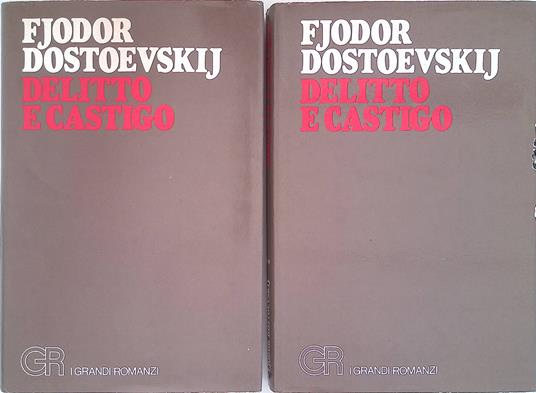 FJODOR
DOSTOEVSKIJ
DELITTO
E CASTIGO
GR I GRANDI ROMANZI
FJODOR
DOSTOEVSKIJ
DELITTO
E CASTIGO
GR I GRANDI ROMANZI